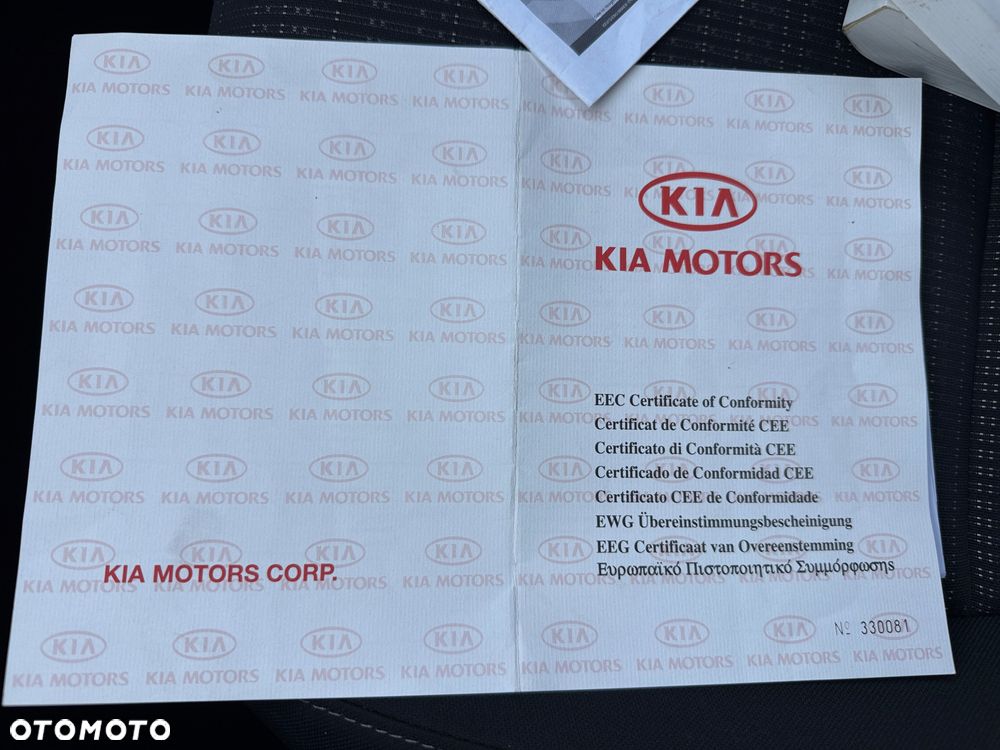 KIA
KIA MOTORS
EEC Certificate of Conformity
Certificat de Conformité CEE
Certificato di Conformità CEE
Certificado de Conformidad CEE
Certificato CEE de Conformidade
EWG Übereinstimmungsbescheinigung
EEG Certificaat van Overeenstemming
Ευρωπαϊκό Πιστοποιητικό Συμμόρφωσης
Nº 330081
KIA MOTORS CORP.
OTOMOTO